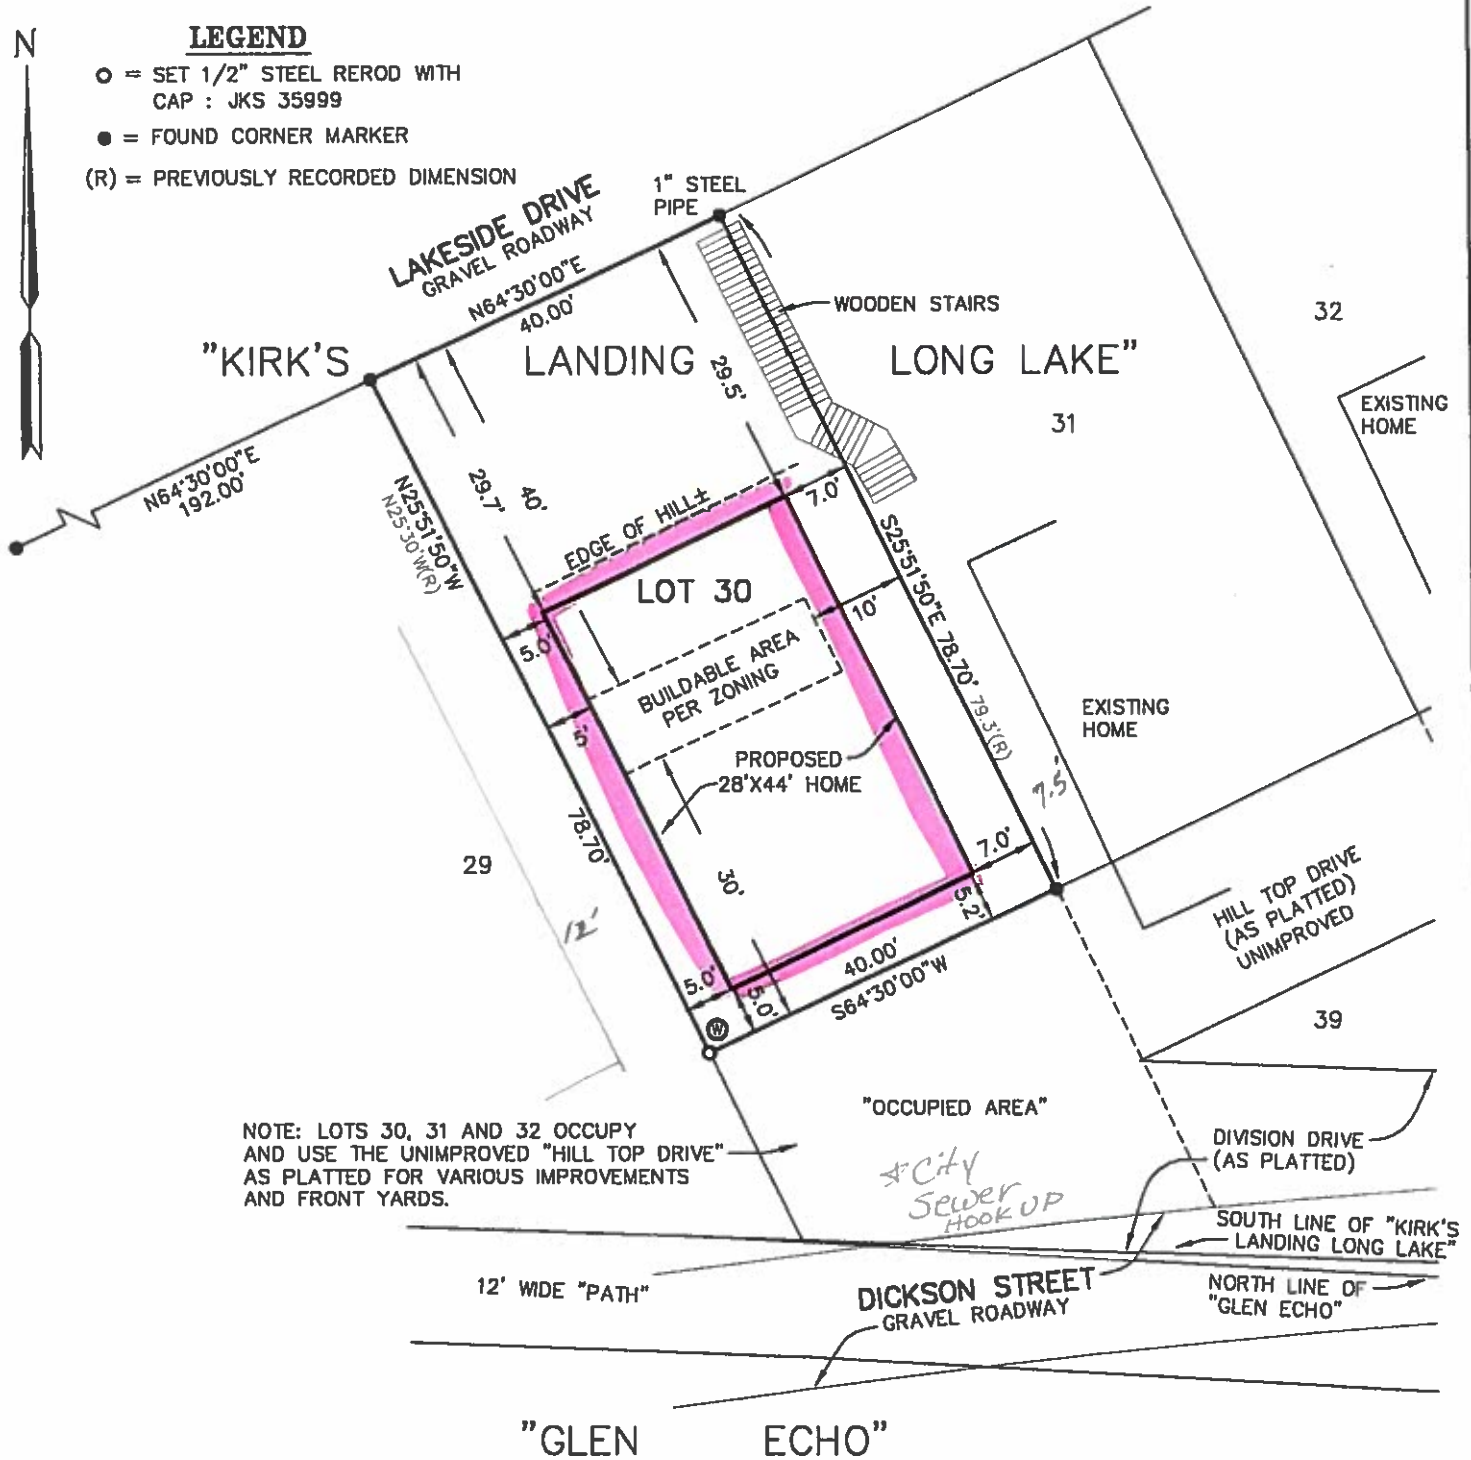 N
LEGEND
= SET 1/2" STEEL REROD WITH
CAP : JKS 35999
= FOUND CORNER MARKER
(R) = PREVIOUSLY RECORDED DIMENSION
LAKESIDE DRIVE
GRAVEL ROADWAY
1" STEEL
PIPE
N64°30'00"E
40.00'
WOODEN STAIRS
32
"KIRK'S LANDING LONG LAKE"
29.5'
EXISTING
HOME
31
N64°30'00"E
192.00'
N25°51'50"W
N25°30'W(R)
29.7'
40'
EDGE OF HILL±
7.0'
S25°51'50"E 78.70' 79.3'(R)
LOT 30
10'
5.0'
BUILDABLE AREA
PER ZONING
5'
EXISTING
HOME
PROPOSED
28'X44' HOME
7.5'
78.70'
29
7.0'
30'
5.2'
12'
HILL TOP DRIVE
(AS PLATTED)
UNIMPROVED
40.00'
S64°30'00"W
5.0'
5.0'
W
39
"OCCUPIED AREA"
NOTE: LOTS 30, 31 AND 32 OCCUPY
AND USE THE UNIMPROVED "HILL TOP DRIVE"
AS PLATTED FOR VARIOUS IMPROVEMENTS
AND FRONT YARDS.
DIVISION DRIVE
(AS PLATTED)
*City
Sewer
HOOK UP
SOUTH LINE OF "KIRK'S
LANDING LONG LAKE"
12' WIDE "PATH"
DICKSON STREET
GRAVEL ROADWAY
NORTH LINE OF
"GLEN ECHO"
"GLEN ECHO"